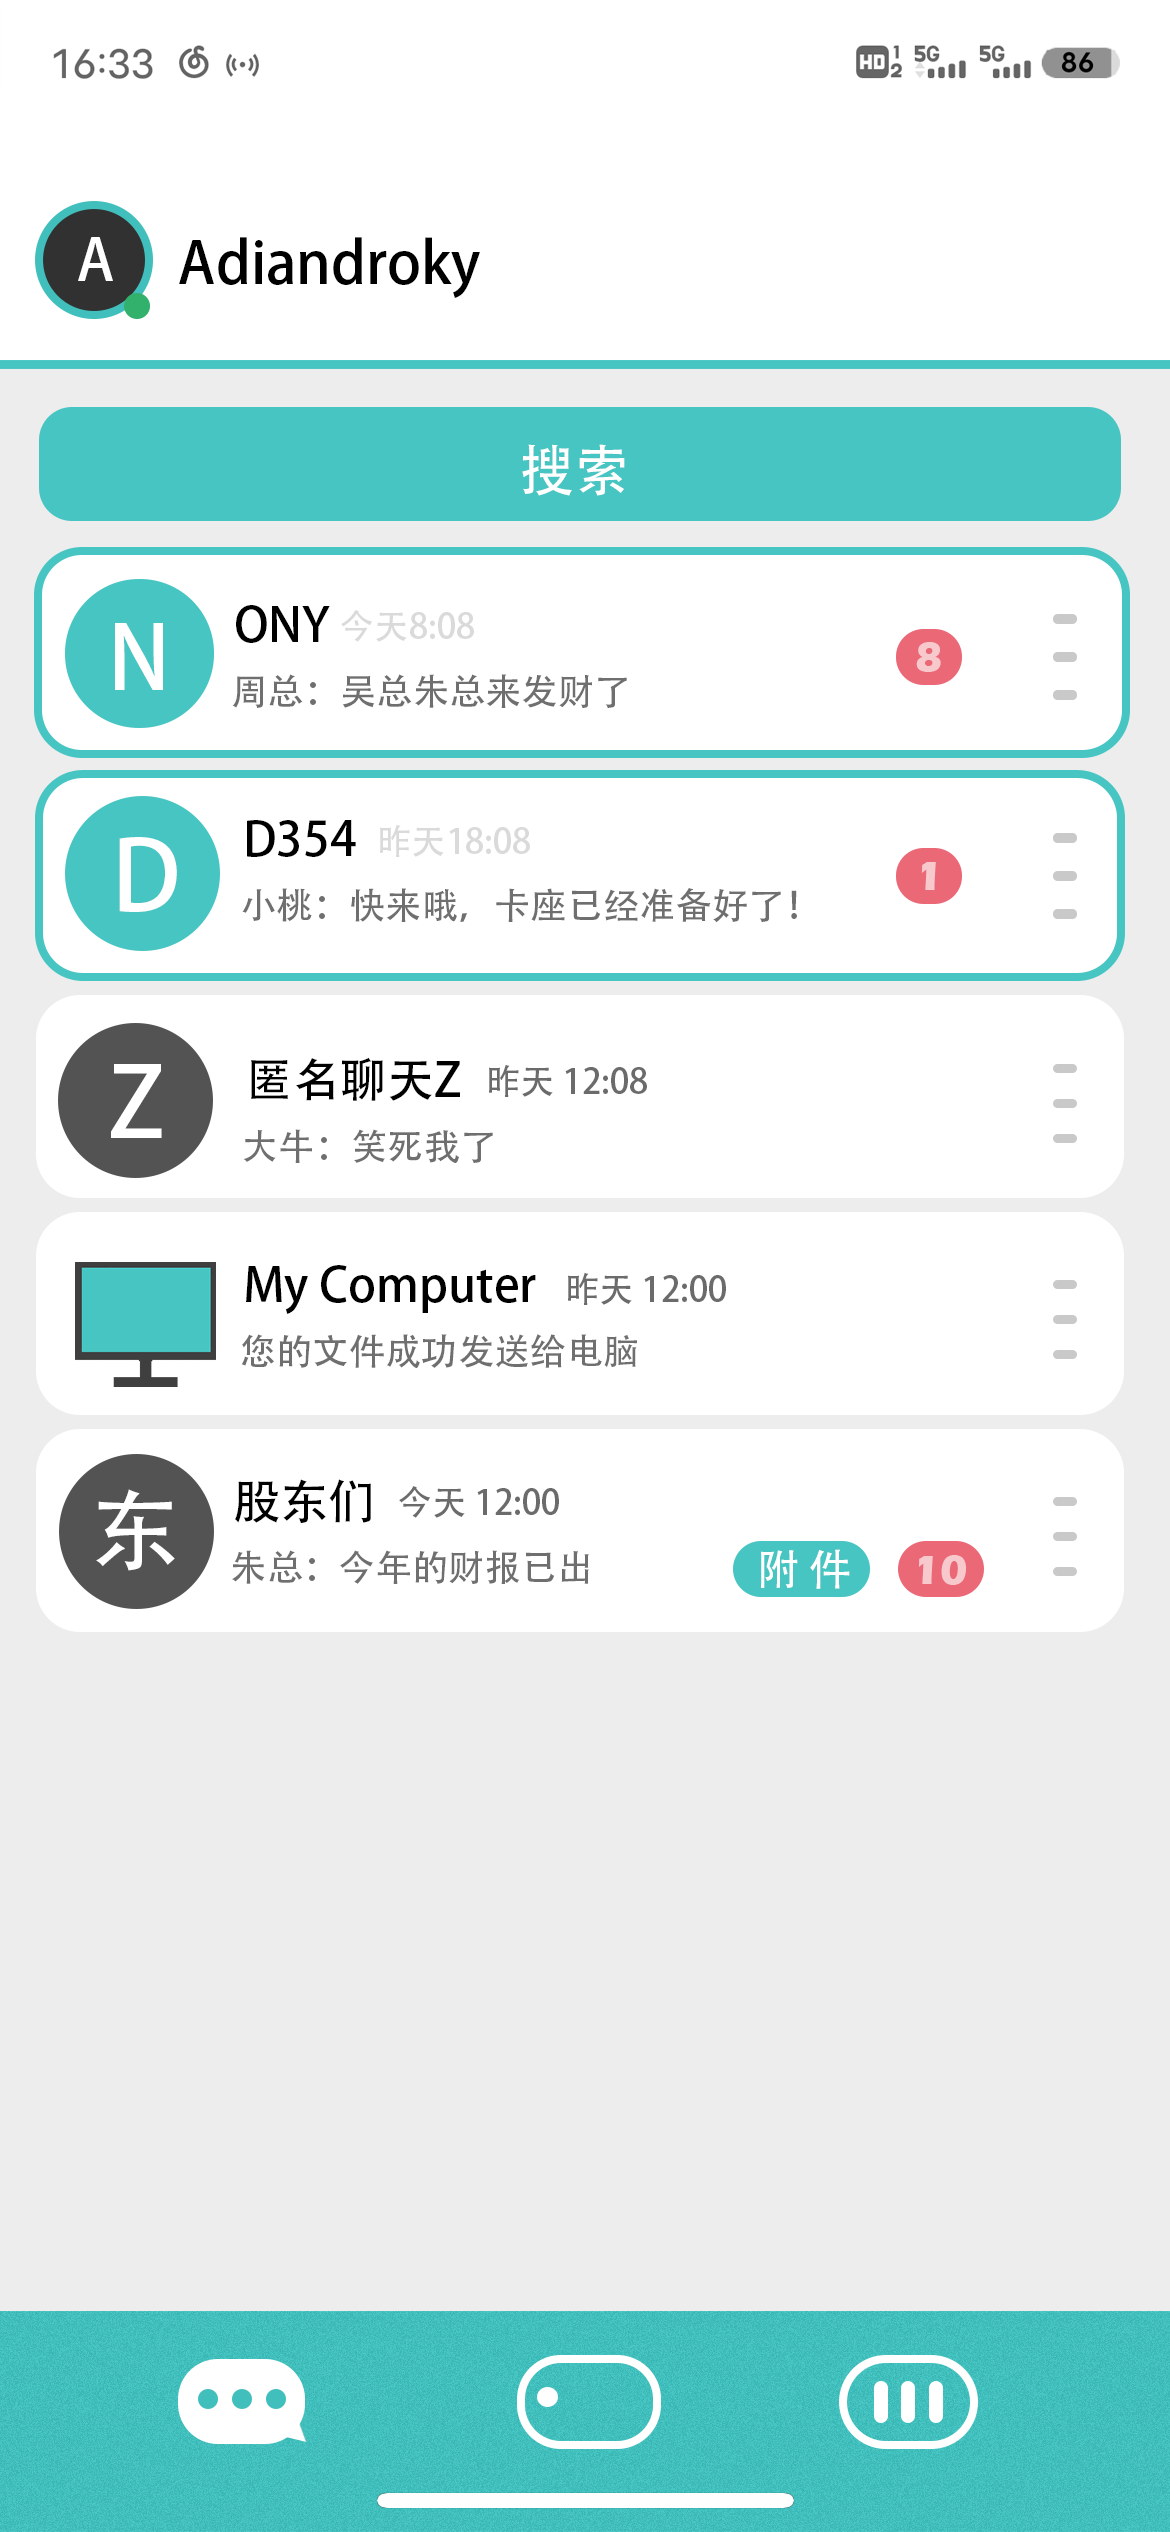 16:33
HD 1 2 5G 5G 86
A
Adiandroky
搜索
N
ONY 今天8:08
周总：吴总朱总来发财了
8
D
D354 昨天18:08
小桃：快来哦，卡座已经准备好了！
1
Z
匿名聊天Z 昨天 12:08
大牛：笑死我了
My Computer 昨天 12:00
您的文件成功发送给电脑
东
股东们 今天 12:00
朱总：今年的财报已出
附件 10